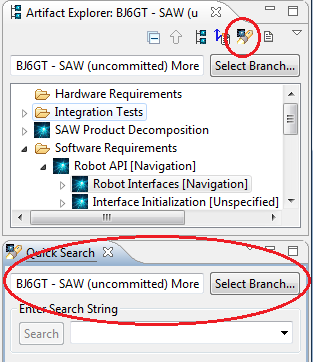 Artifact Explorer: BJ6GT - SAW (u
BJ6GT - SAW (uncommitted) More Select Branch...
Hardware Requirements
Integration Tests
SAW Product Decomposition
Software Requirements
Robot API [Navigation]
Robot Interfaces [Navigation]
Interface Initialization [Unspecified]
Quick Search
BJ6GT - SAW (uncommitted) More Select Branch...
Enter Search String
Search